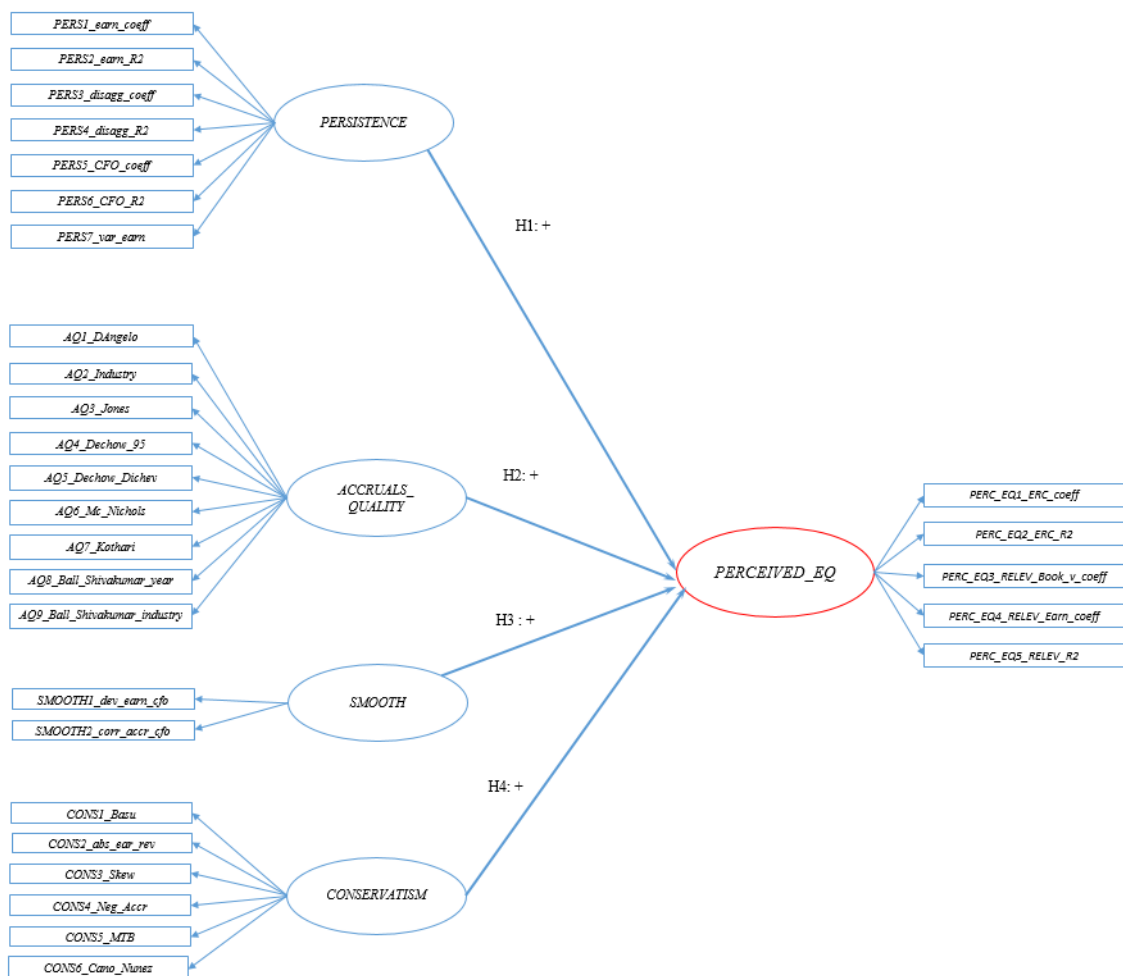 PERS1_earn_coeff
PERS2_earn_R2
PERS3_disagg_coeff
PERS4_disagg_R2
PERS5_CFO_coeff
PERS6_CFO_R2
PERS7_var_earn
PERSISTENCE
H1: +
AQ1_DAngelo
AQ2_Industry
AQ3_Jones
AQ4_Dechow_95
AQ5_Dechow_Dichev
AQ6_Mc_Nichols
AQ7_Kothari
AQ8_Ball_Shivakumar_year
AQ9_Ball_Shivakumar_industry
ACCRUALS_
QUALITY
H2: +
SMOOTH1_dev_earn_cfo
SMOOTH2_corr_accr_cfo
SMOOTH
H3 : +
CONS1_Basu
CONS2_abs_ear_rev
CONS3_Skew
CONS4_Neg_Accr
CONS5_MTB
CONS6_Cano_Nunez
CONSERVATISM
H4: +
PERCEIVED_EQ
PERC_EQ1_ERC_coeff
PERC_EQ2_ERC_R2
PERC_EQ3_RELEV_Book_v_coeff
PERC_EQ4_RELEV_Earn_coeff
PERC_EQ5_RELEV_R2